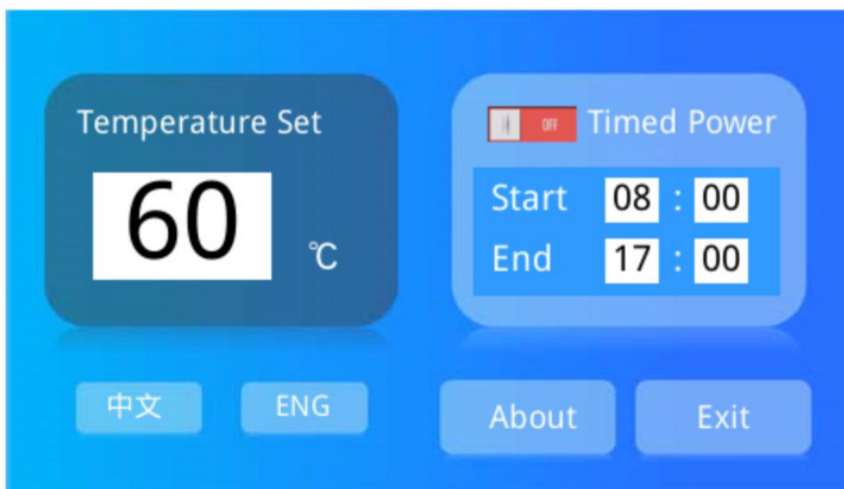 Temperature Set
60
℃
OFF Timed Power
Start 08 : 00
End 17 : 00
中文
ENG
About
Exit